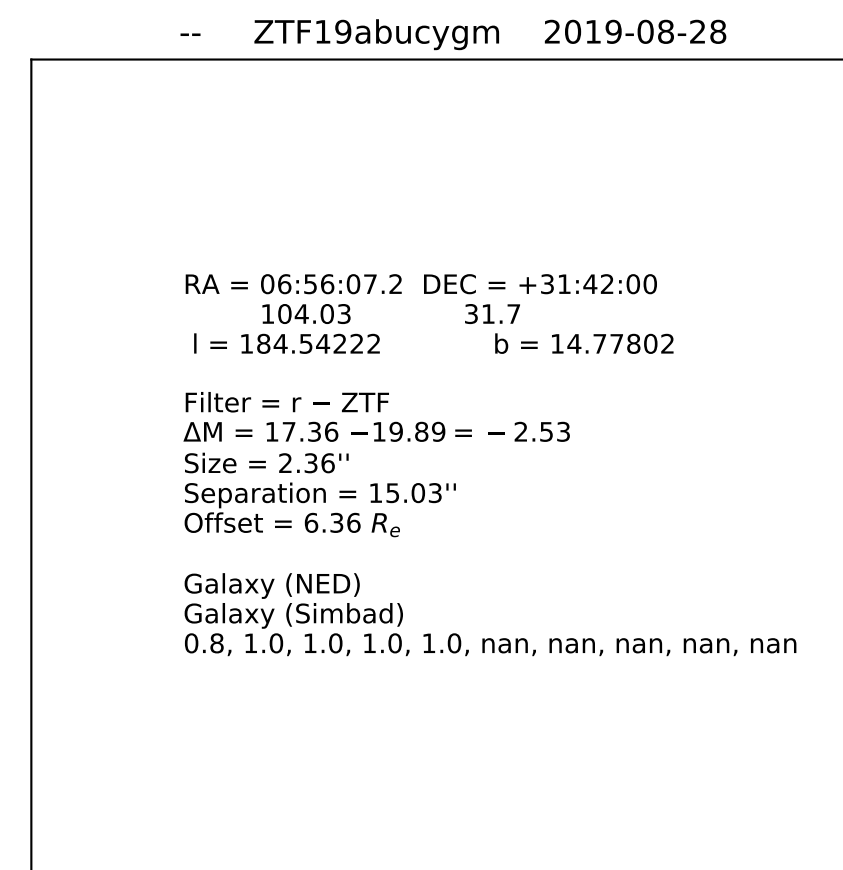 -- ZTF19abucygm 2019-08-28
RA = 06:56:07.2 DEC = +31:42:00
104.03 31.7
l = 184.54222 b = 14.77802
Filter = r − ZTF
ΔM = 17.36 −19.89 = − 2.53
Size = 2.36''
Separation = 15.03''
Offset = 6.36 Rₑ
Galaxy (NED)
Galaxy (Simbad)
0.8, 1.0, 1.0, 1.0, 1.0, nan, nan, nan, nan, nan